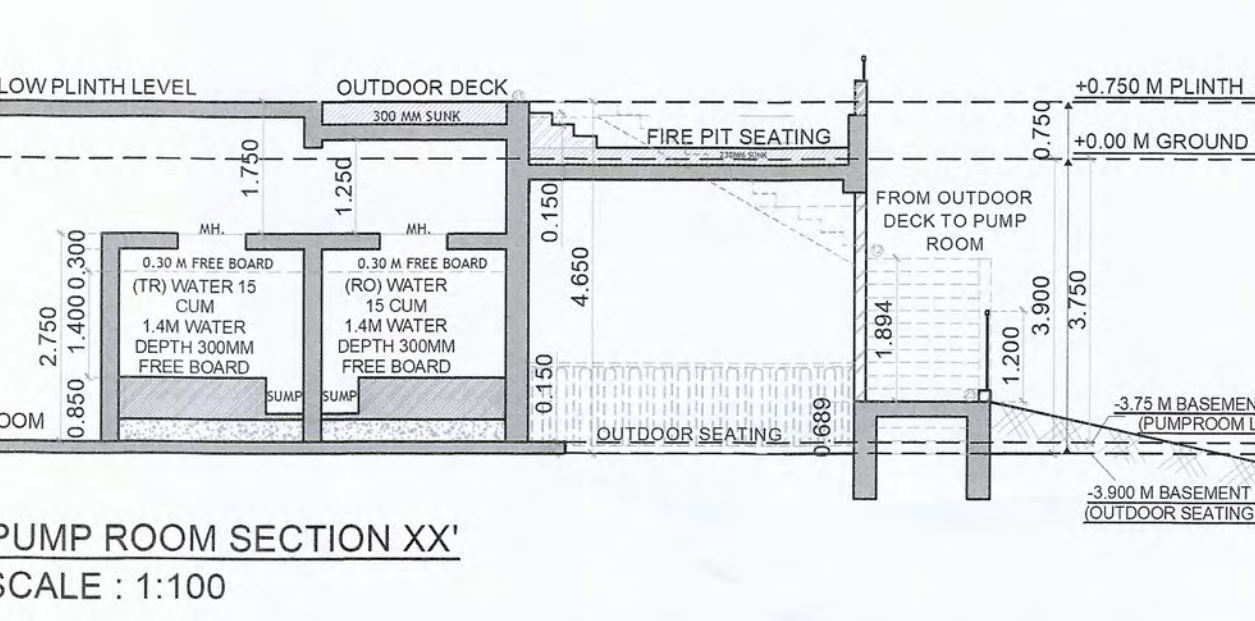 LOW PLINTH LEVEL
OUTDOOR DECK
300 MM SUNK
FIRE PIT SEATING
230MM SUNK
+0.750 M PLINTH
0.750
+0.00 M GROUND
1.750
1.250
0.150
4.650
FROM OUTDOOR
DECK TO PUMP
ROOM
MH.
MH.
0.30 M FREE BOARD
0.30 M FREE BOARD
(TR) WATER 15
CUM
1.4M WATER
DEPTH 300MM
FREE BOARD
(RO) WATER
15 CUM
1.4M WATER
DEPTH 300MM
FREE BOARD
0.300
1.400
2.750
0.850
SUMP
SUMP
0.150
1.894
1.200
3.900
3.750
0.689
OOM
OUTDOOR SEATING
-3.75 M BASEMEN
(PUMPROOM L
-3.900 M BASEMENT
(OUTDOOR SEATING
PUMP ROOM SECTION XX'
SCALE : 1:100